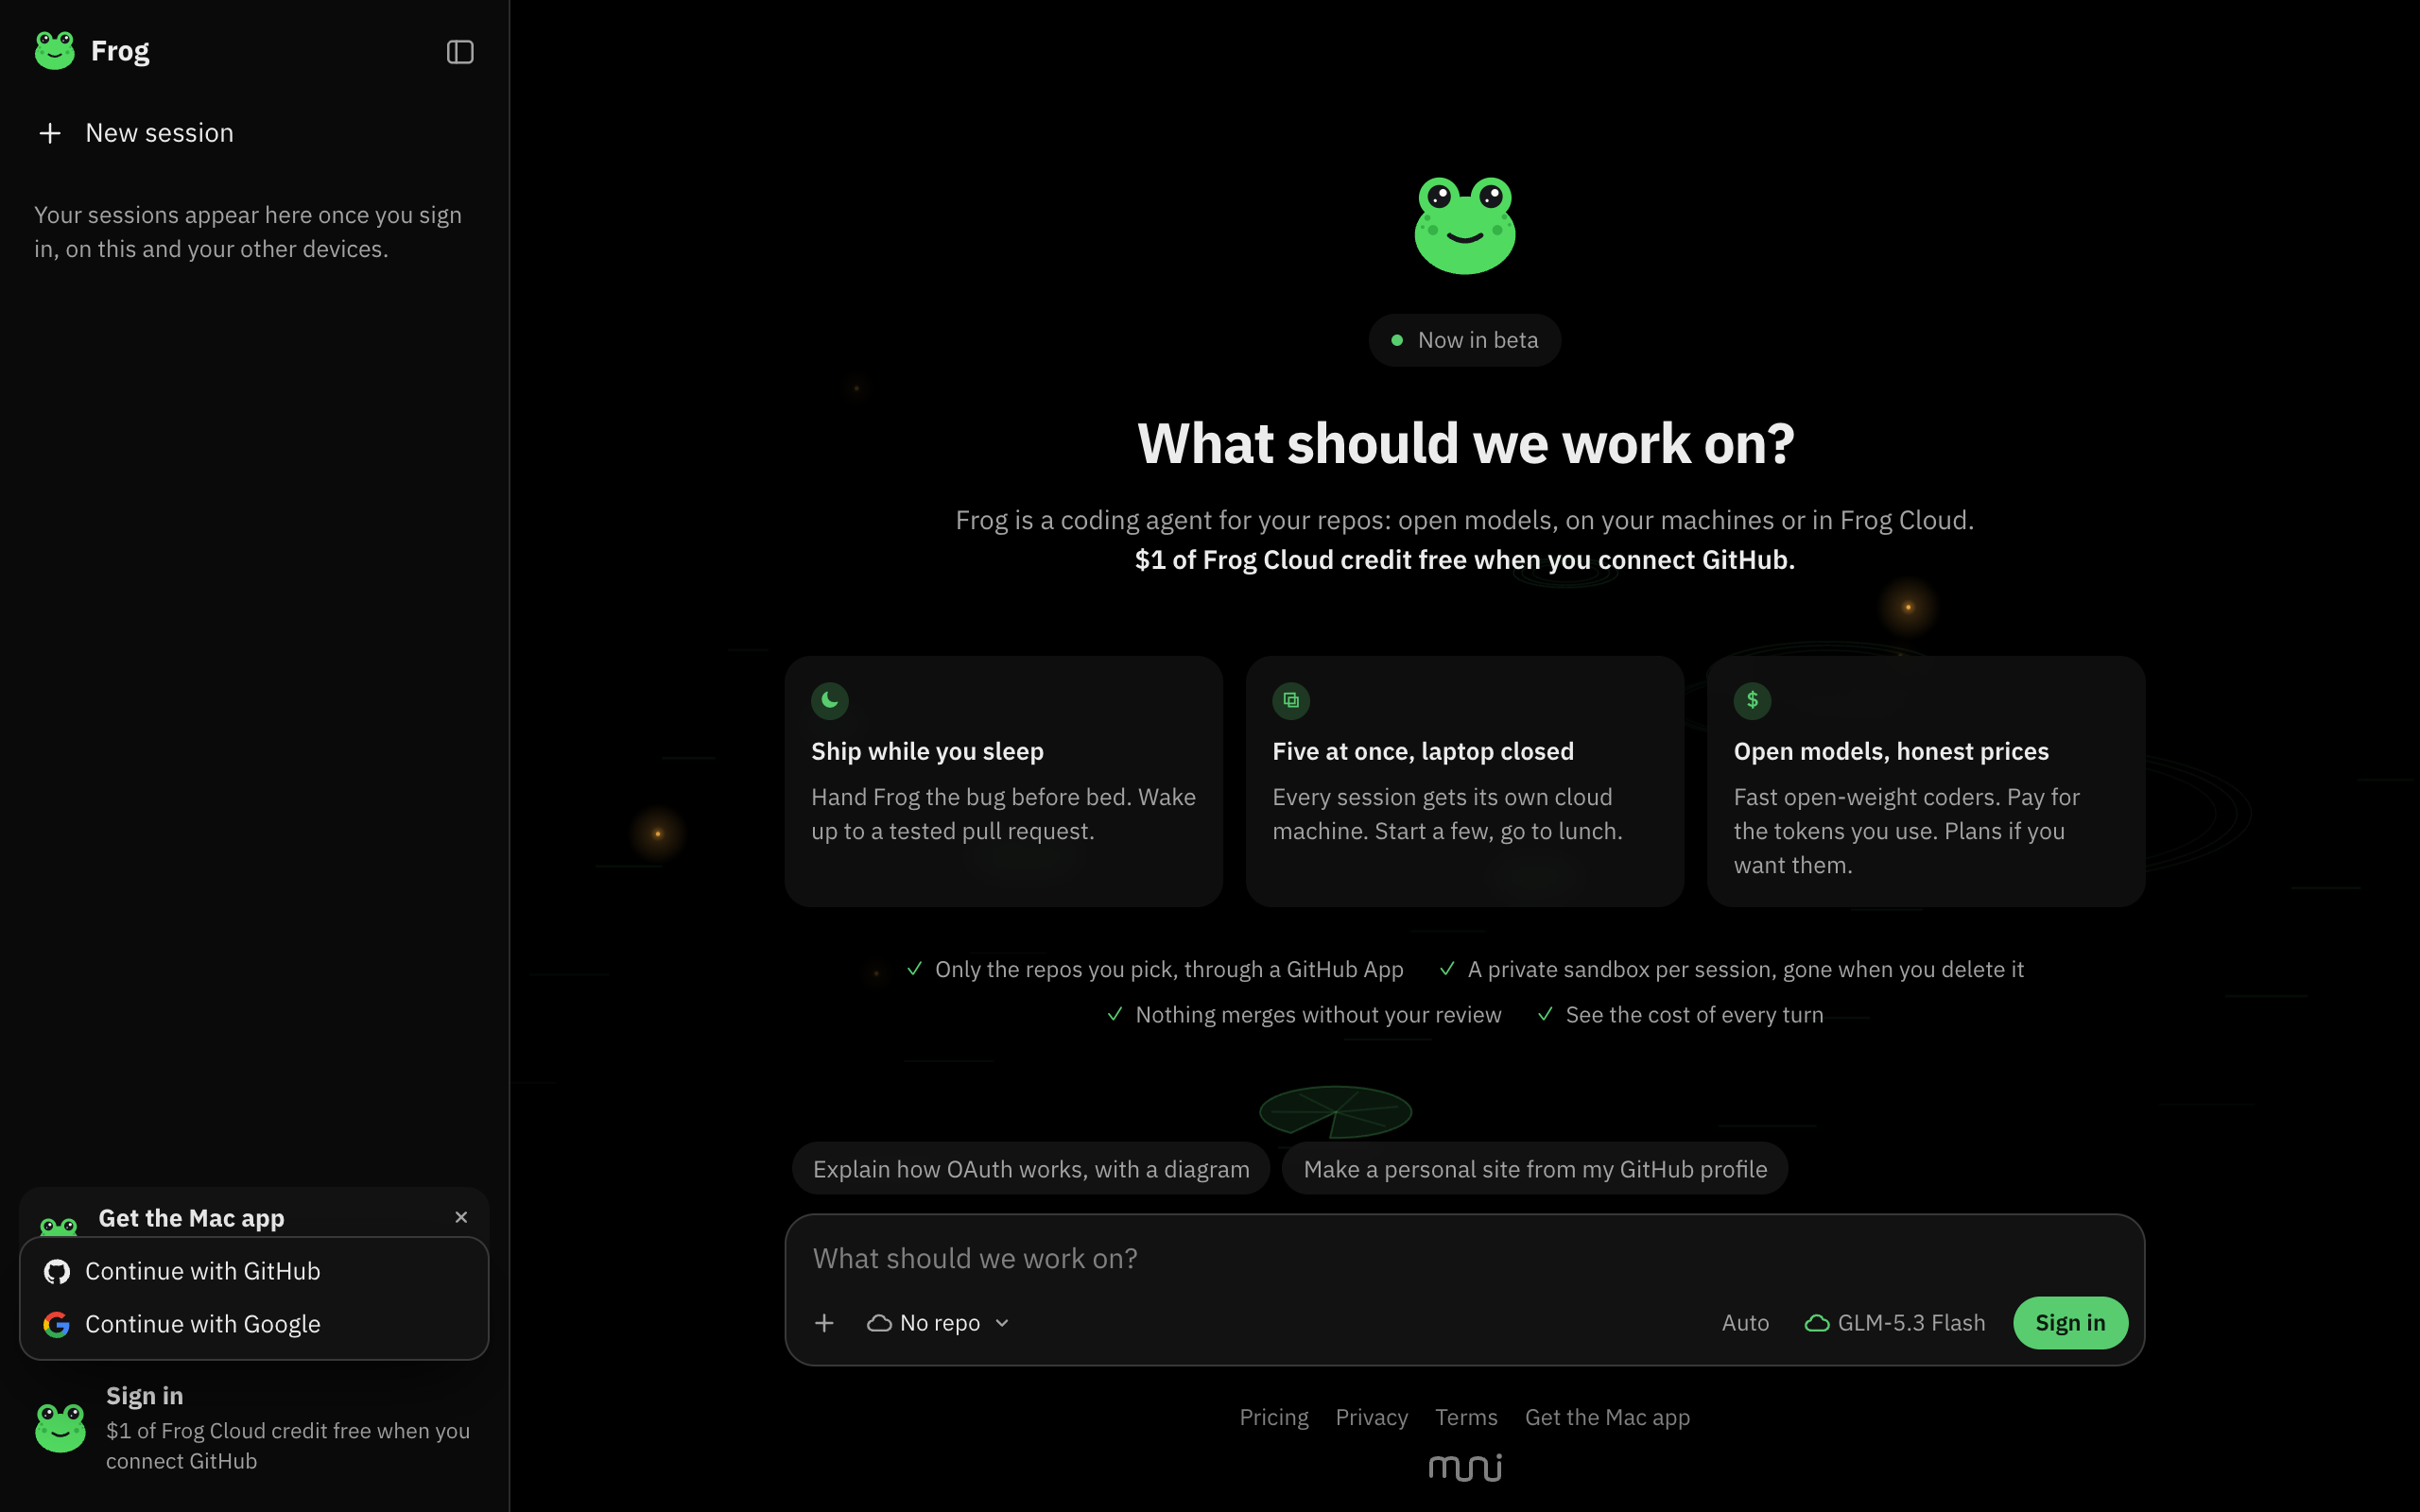 Frog
New session
Your sessions appear here once you sign
in, on this and your other devices.
Get the Mac app
Continue with GitHub
Continue with Google
Sign in
$1 of Frog Cloud credit free when you
connect GitHub
Now in beta
What should we work on?
Frog is a coding agent for your repos: open models, on your machines or in Frog Cloud.
$1 of Frog Cloud credit free when you connect GitHub.
Ship while you sleep
Hand Frog the bug before bed. Wake
up to a tested pull request.
Five at once, laptop closed
Every session gets its own cloud
machine. Start a few, go to lunch.
$
Open models, honest prices
Fast open-weight coders. Pay for
the tokens you use. Plans if you
want them.
Only the repos you pick, through a GitHub App
A private sandbox per session, gone when you delete it
Nothing merges without your review
See the cost of every turn
Explain how OAuth works, with a diagram
Make a personal site from my GitHub profile
What should we work on?
No repo
Auto
GLM-5.3 Flash
Sign in
Pricing
Privacy
Terms
Get the Mac app
muni